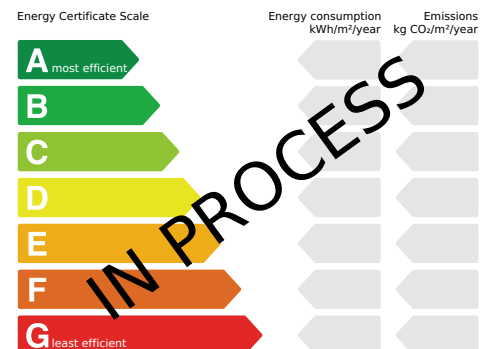 Energy Certificate Scale
Energy consumption
kWh/m²/year
Emissions
kg CO₂/m²/year
A most efficient
B
C
D
E
F
G least efficient
IN PROCESS